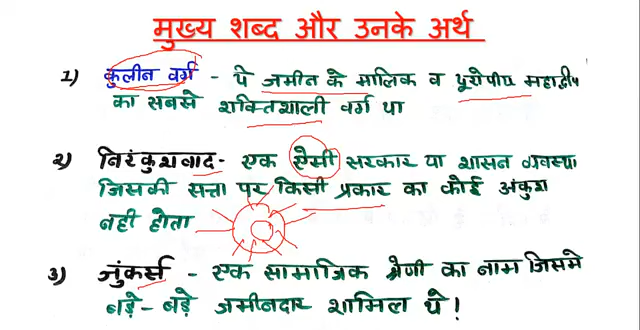 मुख्य शब्द और उनके अर्थ
1) कुलीन वर्ग - ये जमीन के मालिक व यूरोपीय महाद्वीप
का सबसे शक्तिशाली वर्ग था
2) निरंकुशवाद - एक ऐसी सरकार या शासन व्यवस्था
जिसकी सत्ता पर किसी प्रकार का कोई अंकुश
नही होता
3) जुंकर्स - एक सामाजिक श्रेणी का नाम जिसमे
बड़े - बड़े जमीनदार शामिल थे!